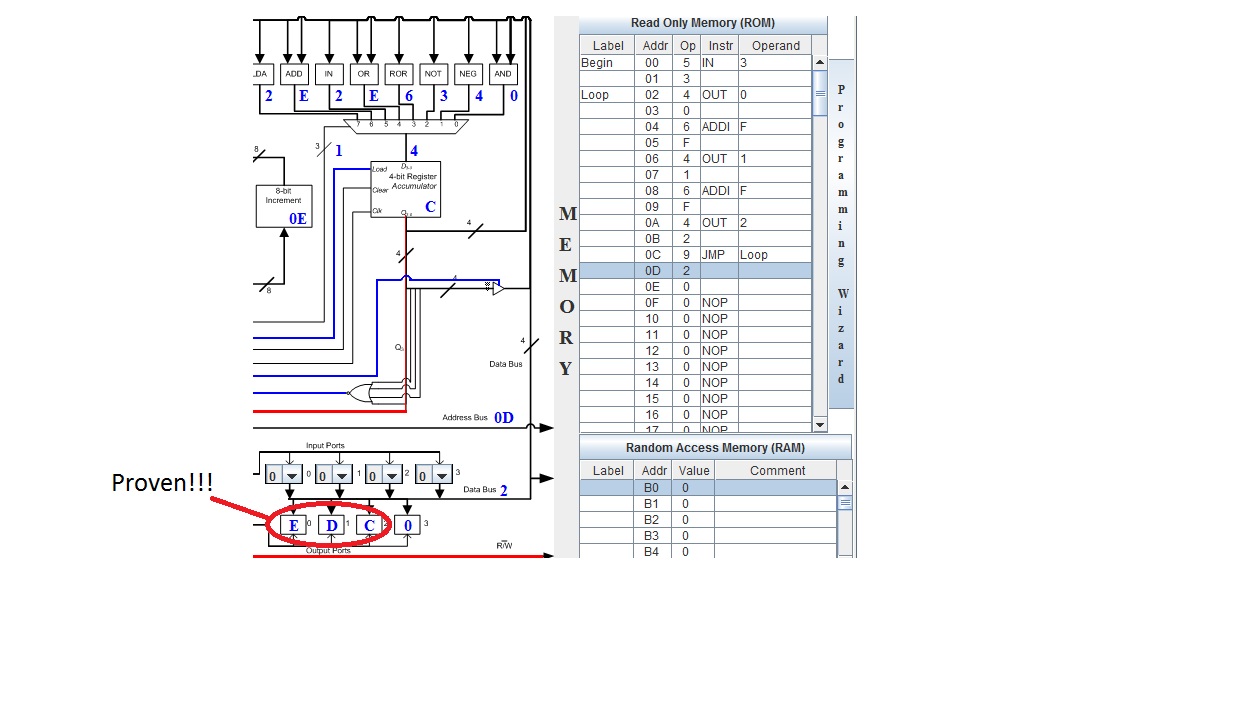 Read Only Memory (ROM)
Label Addr Op Instr Operand
Begin 00 5 IN 3
01 3
Loop 02 4 OUT 0
03 0
04 6 ADDI F
05 F
06 4 OUT 1
07 1
08 6 ADDI F
09 F
0A 4 OUT 2
0B 2
0C 9 JMP Loop
0D 2
0E 0
0F 0 NOP
10 0 NOP
11 0 NOP
12 0 NOP
13 0 NOP
14 0 NOP
15 0 NOP
16 0 NOP
17 0 NOP
Random Access Memory (RAM)
Label Addr Value Comment
B0 0
B1 0
B2 0
B3 0
B4 0
Programming Wizard
MEMORY
LDA ADD IN OR ROR NOT NEG AND
2 E 2 E 6 3 4 0
7 6 5 4 3 2 1 0
3 1 4
8
Load
4-bit Register
Accumulator
Clear
Clk
C
8-bit
Increment
0E
8
4
4
4
4
Data Bus
Address Bus 0D
Input Ports
0 0 0 1 0 2 0 3
Data Bus 2
Proven!!!
E 0 D 1 C 2 0 3
Output Ports
R/W